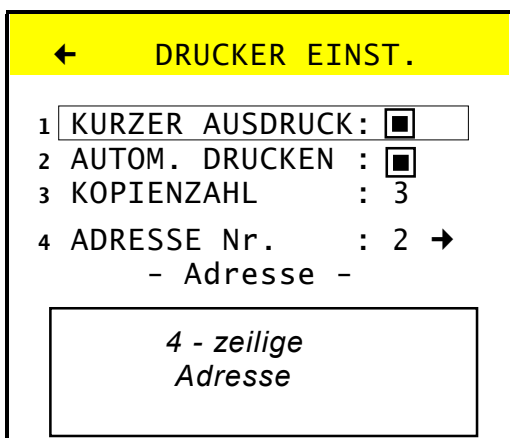 ← DRUCKER EINST.
1 KURZER AUSDRUCK: ▣
2 AUTOM. DRUCKEN : ▣
3 KOPIENZAHL : 3
4 ADRESSE Nr. : 2 →
- Adresse -
4 - zeilige
Adresse